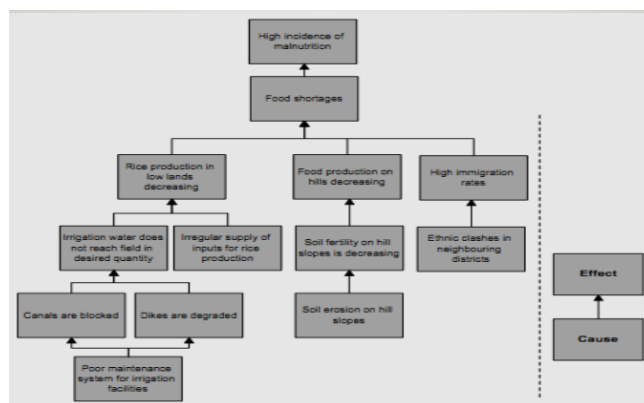 High incidence of
malnutrition
Food shortages
Rice production in
low lands
decreasing
Food production on
hills decreasing
High immigration
rates
Irrigation water does
not reach field in
desired quantity
Irregular supply of
inputs for rice
production
Soil fertility on hill
slopes is decreasing
Ethnic clashes in
neighbouring
districts
Canals are blocked
Dikes are degraded
Soil erosion on hill
slopes
Poor maintenance
system for irrigation
facilities
Effect
Cause